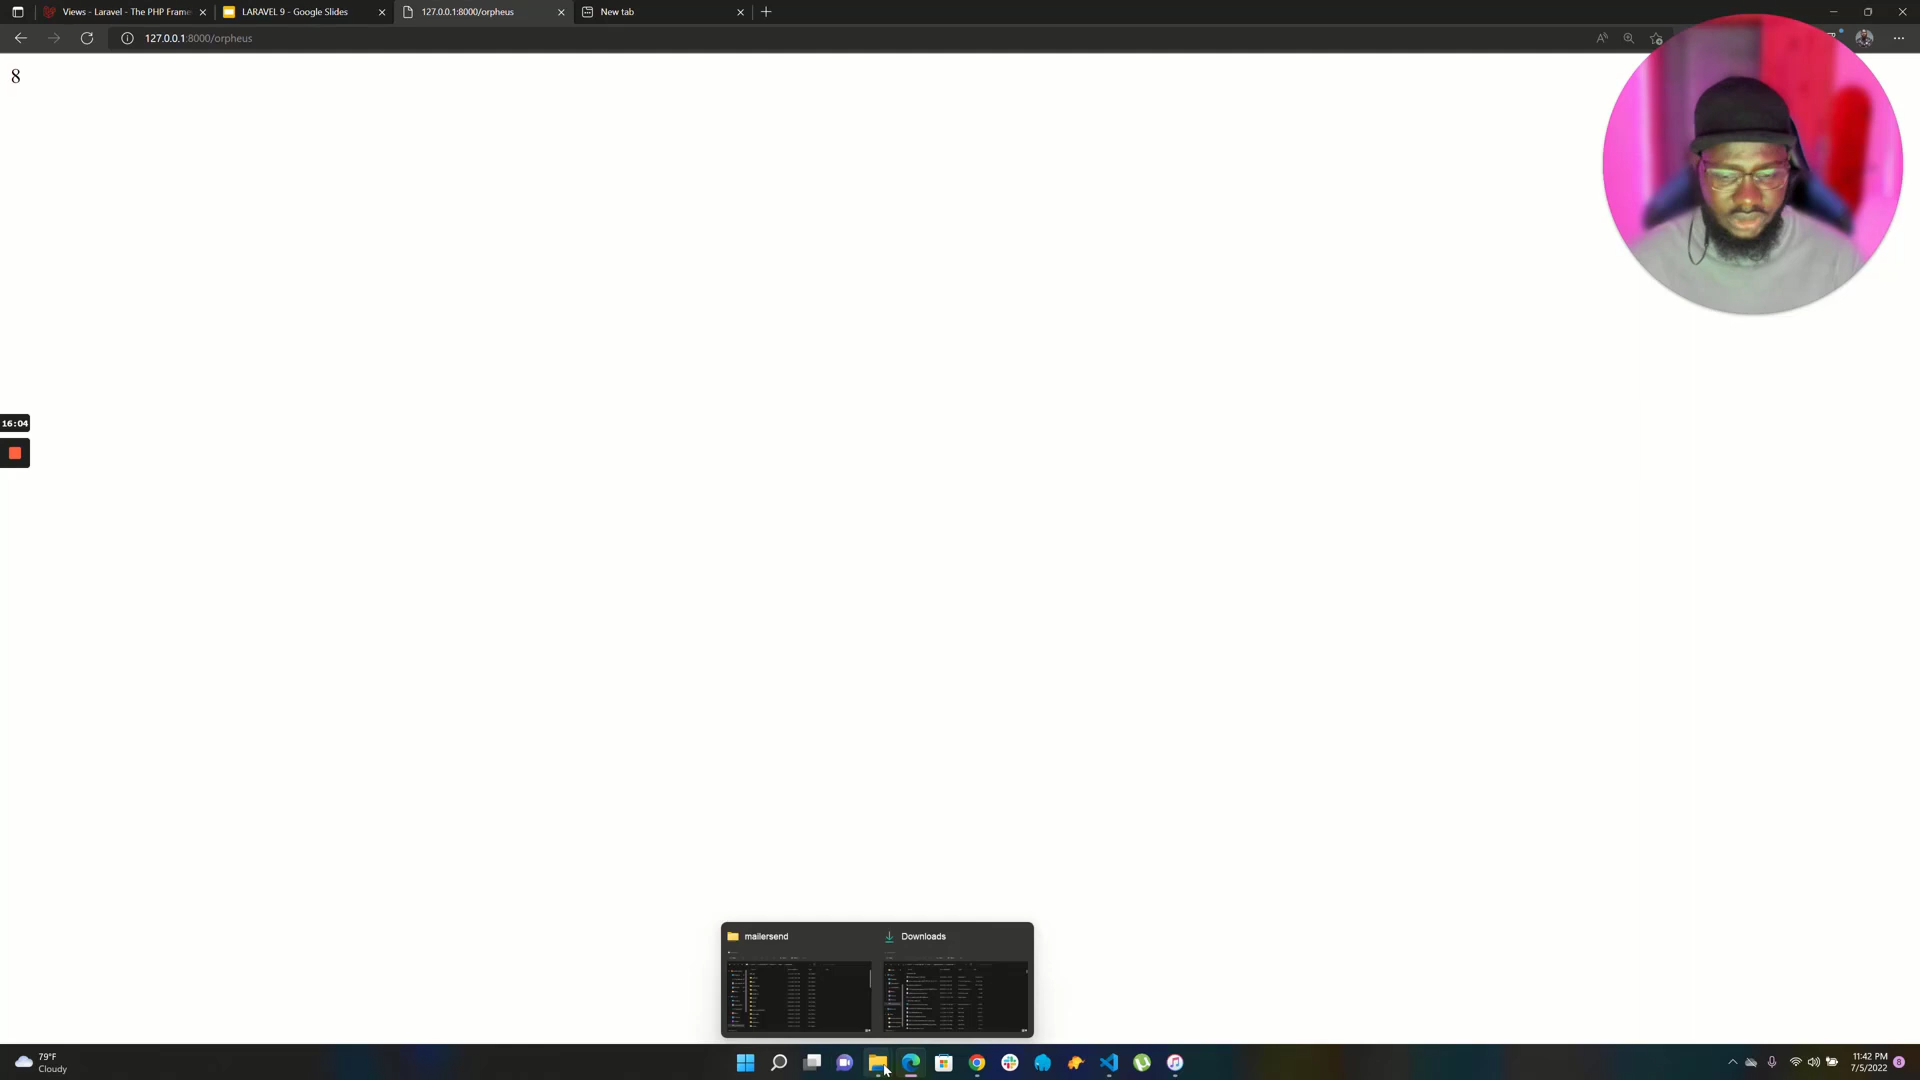 Views - Laravel - The PHP Frame
LARAVEL 9 - Google Slides
127.0.0.1:8000/orpheus
New tab
127.0.0.1:8000/orpheus
8
16:04
mailersend
Downloads
79°F
Cloudy
11:42 PM
7/5/2022
8